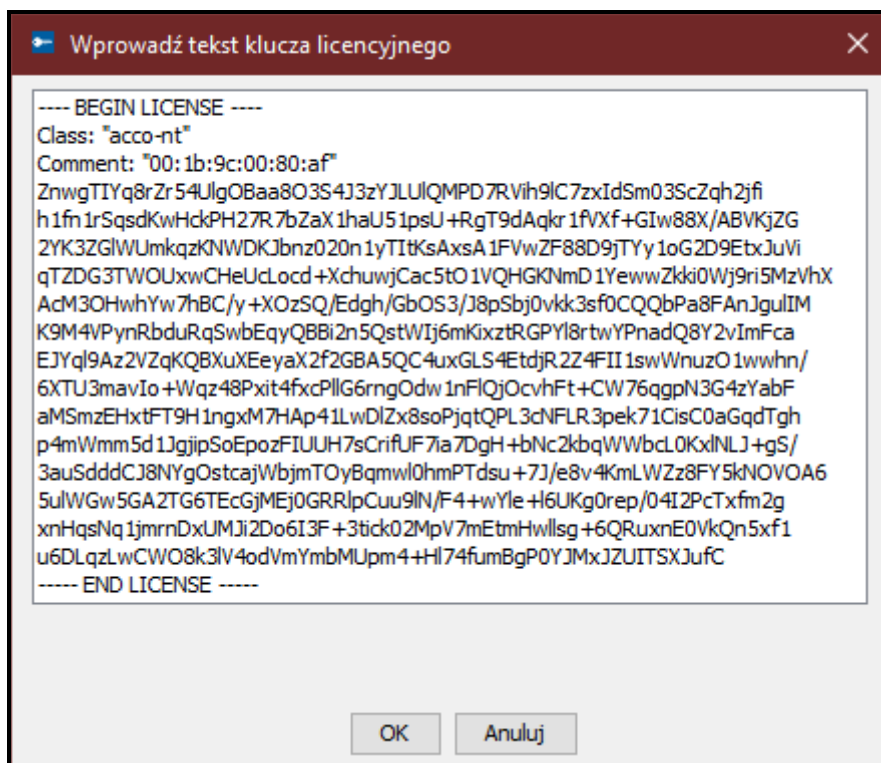 Wprowadź tekst klucza licencyjnego
---- BEGIN LICENSE ----
Class: "acco-nt"
Comment: "00:1b:9c:00:80:af"
ZnwgTIYq8rZr54UlgOBaa8O3S4J3zYJLUlQMPD7RVih9lC7zxIdSm03ScZqh2jfi
h1fn1rSqsdKwHckPH27R7bZaX1haU51psU+RgT9dAqkr1fVXf+GIw88X/ABVKjZG
2YK3ZGlWUmkqzKNWDKJbnz020n1yTItKsAxsA1FVwZF88D9jTYy1oG2D9EtxJuVi
qTZDG3TWOUxwCHeUcLocd+XchuwjCac5tO1VQHGKNmD1YewwZkki0Wj9ri5MzVhX
AcM3OHwhYw7hBC/y+XOzSQ/Edgh/GbOS3/J8pSbj0vkk3sf0CQQbPa8FAnJgulIM
K9M4VPynRbduRqSwbEqyQBBi2n5QstWIj6mKixztRGPYl8rtwYPnadQ8Y2vImFca
EJYql9Az2VZqKQBXuXEeyaX2f2GBA5QC4uxGLS4EtdjR2Z4FII1swWnuzO1wwhn/
6XTU3mavIo+Wqz48Pxit4fxcPllG6rngOdw1nFlQjOcvhFt+CW76qgpN3G4zYabF
aMSmzEHxtFT9H1ngxM7HAp41LwDlZx8soPjqtQPL3cNFLR3pek71CisC0aGqdTgh
p4mWmm5d1JgjipSoEpozFIUUH7sCrifUF7ia7DgH+bNc2kbqWWbcL0KxlNLJ+gS/
3auSdddCJ8NYgOstcajWbjmTOyBqmwl0hmPTdsu+7J/e8v4KmLWZz8FY5kNOVOA6
5ulWGw5GA2TG6TEcGjMEj0GRRlpCuu9lN/F4+wYle+l6UKg0rep/04I2PcTxfm2g
xnHqsNq1jmrnDxUMJi2Do6I3F+3tick02MpV7mEtmHwllsg+6QRuxnE0VkQn5xf1
u6DLqzLwCWO8k3lV4odVmYmbMUpm4+Hl74fumBgP0YJMxJZUITSXJufC
----- END LICENSE -----
OK
Anuluj